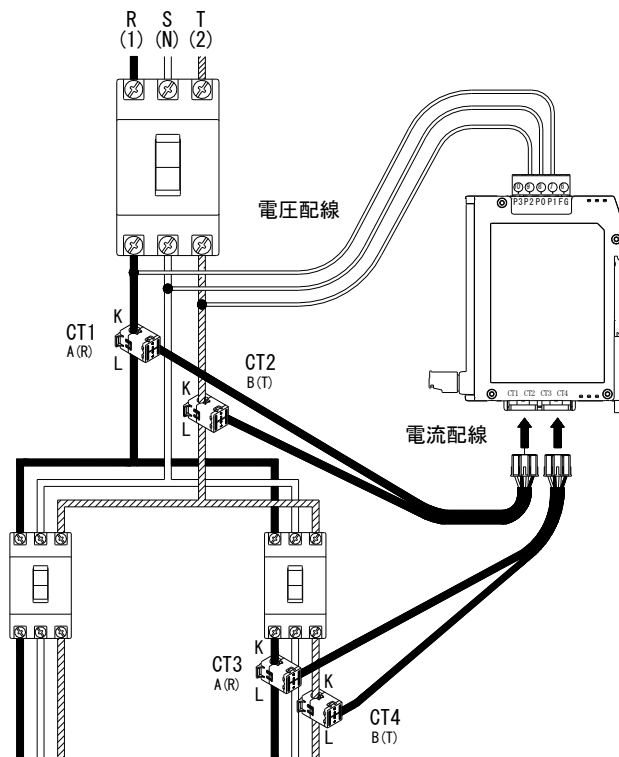 R S T
(1) (N) (2)
電圧配線
P3 P2 P0 P1 FG
K
CT1
A(R)
L
CT2
B(T)
K
L
CT1 CT2 CT3 CT4
電流配線
K
CT3
A(R)
L
K
CT4
B(T)
L